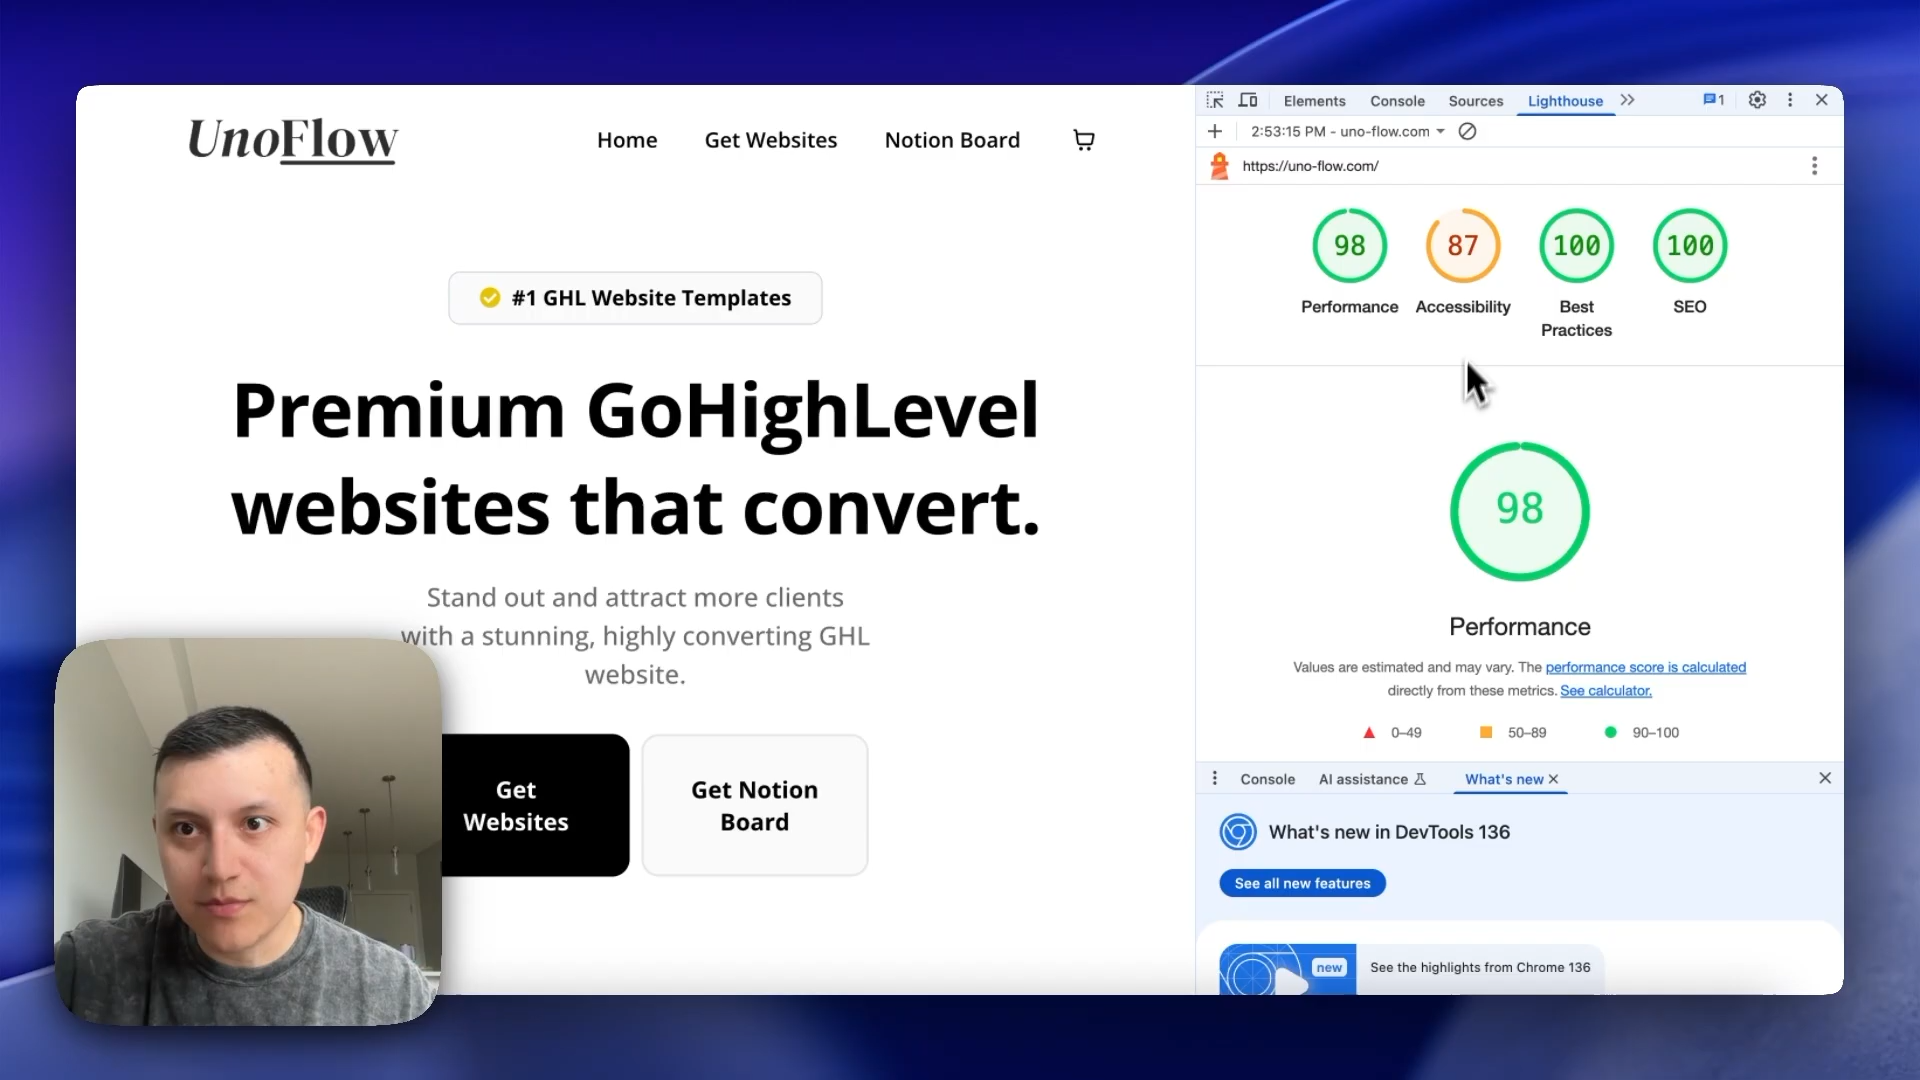 UnoFlow
Home
Get Websites
Notion Board
#1 GHL Website Templates
Premium GoHighLevel
websites that convert.
Stand out and attract more clients
with a stunning, highly converting GHL
website.
Get
Websites
Get Notion
Board
Elements
Console
Sources
Lighthouse
1
2:53:15 PM - uno-flow.com
https://uno-flow.com/
98
87
100
100
Performance
Accessibility
Best
Practices
SEO
98
Performance
Values are estimated and may vary. The performance score is calculated
directly from these metrics. See calculator.
0–49
50–89
90–100
Console
AI assistance
What's new
What's new in DevTools 136
See all new features
new
See the highlights from Chrome 136